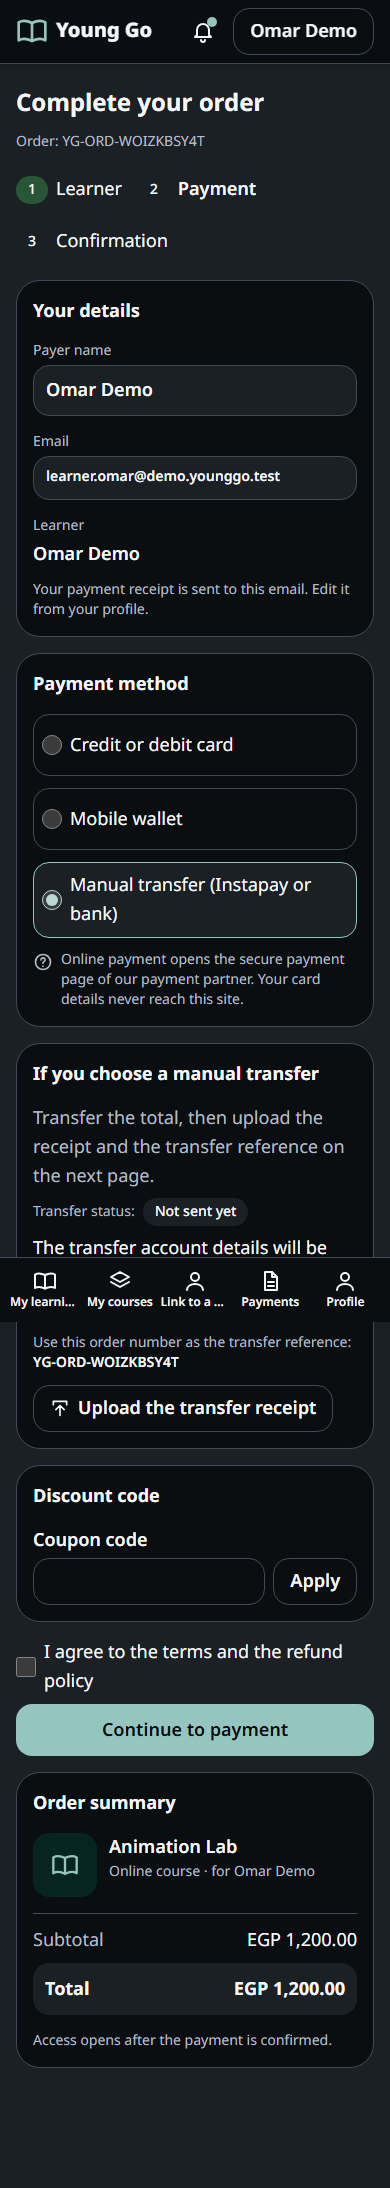 Young Go
Omar Demo
Complete your order
Order: YG-ORD-WOIZKBSY4T
1 Learner 2 Payment
3 Confirmation
Your details
Payer name
Omar Demo
Email
learner.omar@demo.younggo.test
Learner
Omar Demo
Your payment receipt is sent to this email. Edit it
from your profile.
Payment method
Credit or debit card
Mobile wallet
Manual transfer (Instapay or
bank)
Online payment opens the secure payment
page of our payment partner. Your card
details never reach this site.
If you choose a manual transfer
Transfer the total, then upload the
receipt and the transfer reference on
the next page.
Transfer status: Not sent yet
The transfer account details will be
My learni... My courses Link to a ... Payments Profile
Use this order number as the transfer reference:
YG-ORD-WOIZKBSY4T
Upload the transfer receipt
Discount code
Coupon code
Apply
I agree to the terms and the refund
policy
Continue to payment
Order summary
Animation Lab
Online course · for Omar Demo
Subtotal EGP 1,200.00
Total EGP 1,200.00
Access opens after the payment is confirmed.